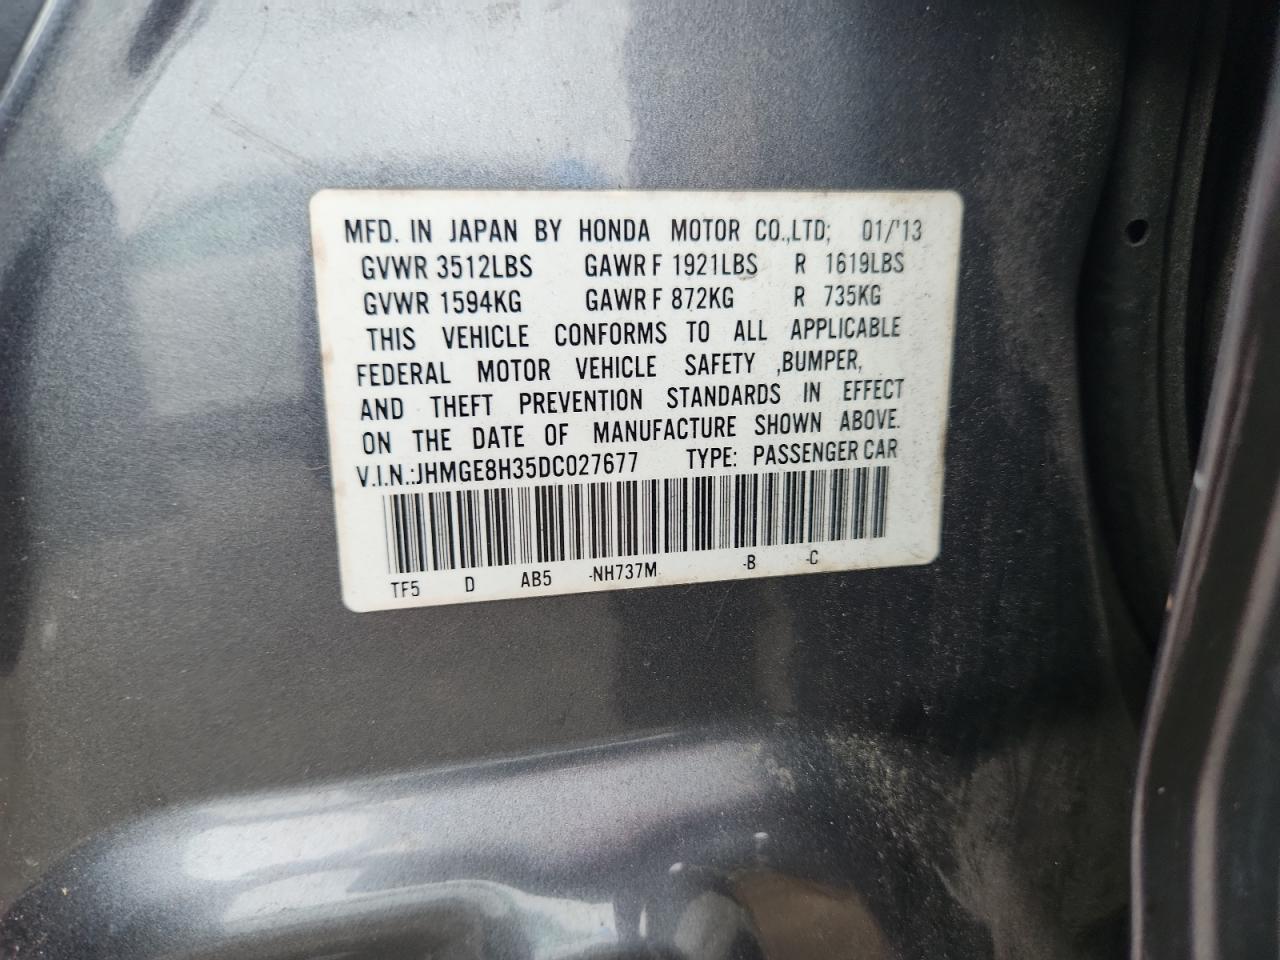 MFD. IN JAPAN BY HONDA MOTOR CO.,LTD; 01/'13
GVWR 3512LBS GAWR F 1921LBS R 1619LBS
GVWR 1594KG GAWR F 872KG R 735KG
THIS VEHICLE CONFORMS TO ALL APPLICABLE
FEDERAL MOTOR VEHICLE SAFETY ,BUMPER,
AND THEFT PREVENTION STANDARDS IN EFFECT
ON THE DATE OF MANUFACTURE SHOWN ABOVE.
V.I.N.:JHMGE8H35DC027677 TYPE: PASSENGER CAR
TF5 D AB5 -NH737M -B -C